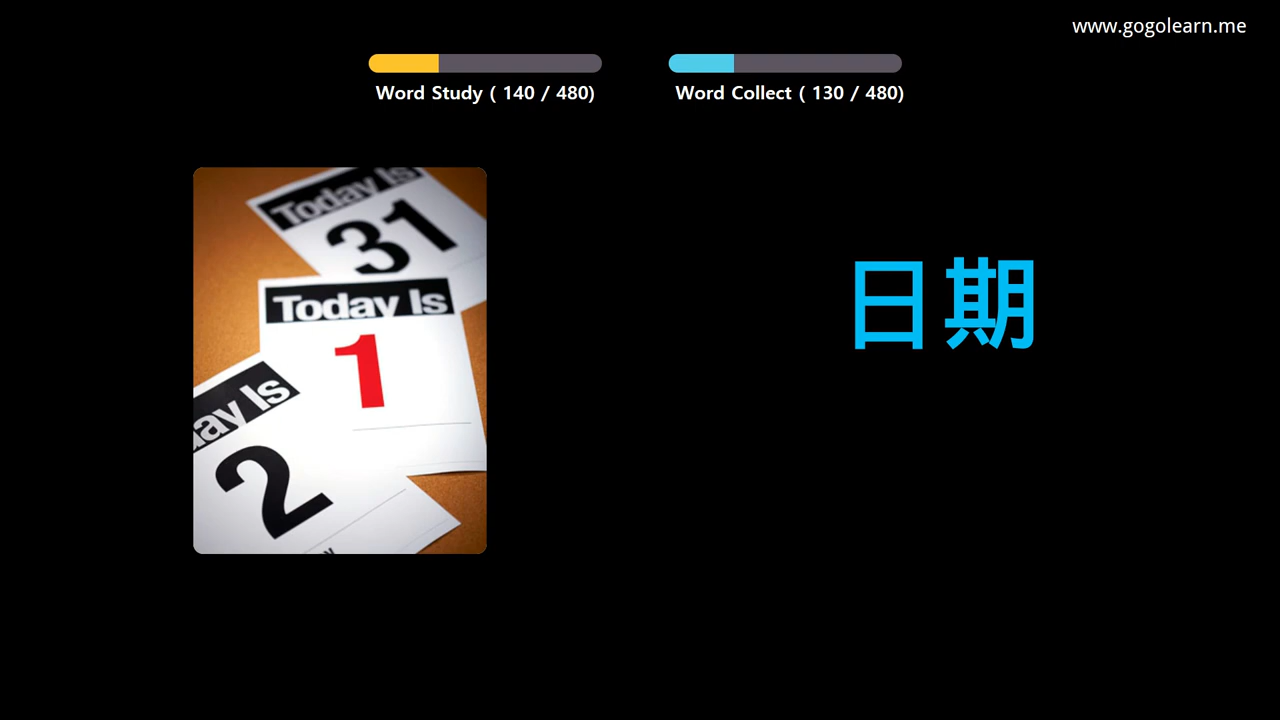 www.gogolearn.me
Word Study ( 140 / 480)
Word Collect ( 130 / 480)
Today Is
31
Today Is
1
day Is
2
日期